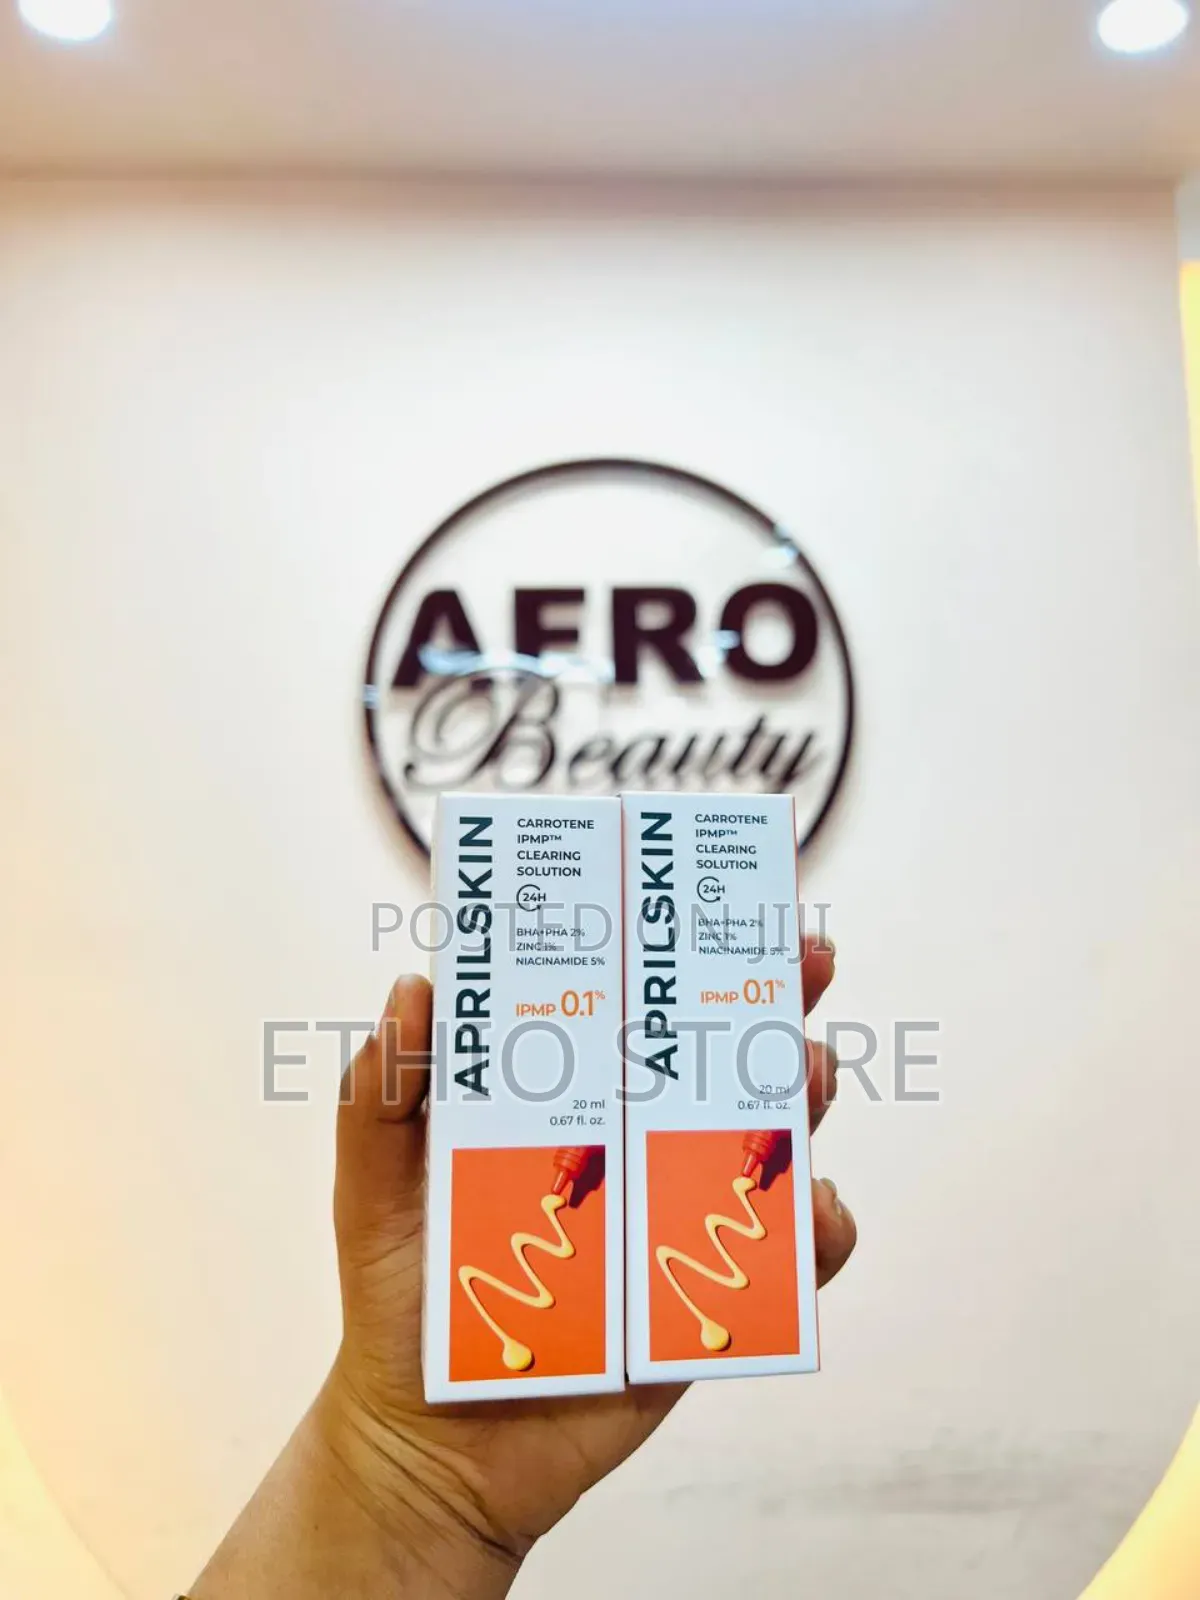 AFRO
Beauty
APRILSKIN
CARROTENE
IPMP™
CLEARING
SOLUTION
24H
BHA+PHA 2%
ZINC 1%
NIACINAMIDE 5%
IPMP 0.1%
20 ml
0.67 fl. oz.
APRILSKIN
CARROTENE
IPMP™
CLEARING
SOLUTION
24H
BHA+PHA 2%
ZINC 1%
NIACINAMIDE 5%
IPMP 0.1%
20 ml
0.67 fl. oz.
POSTED ON JIJI
ETHIO STORE